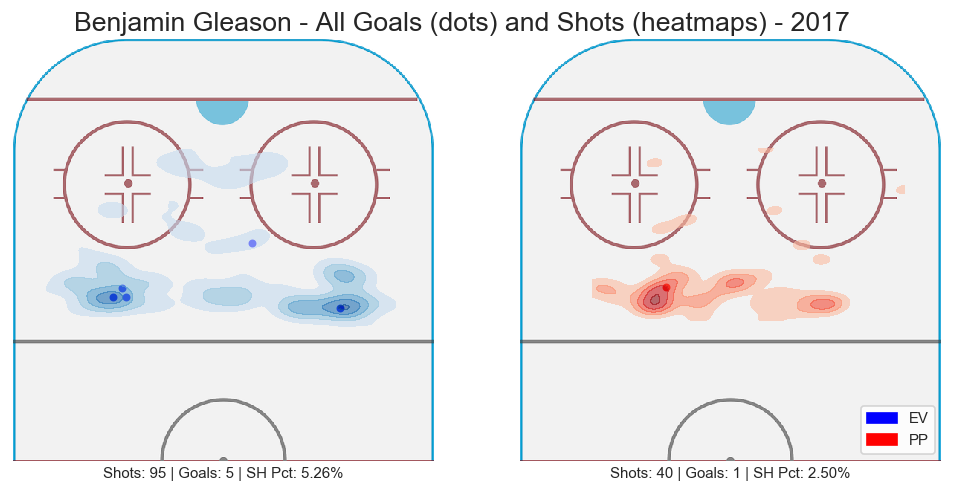 Benjamin Gleason - All Goals (dots) and Shots (heatmaps) - 2017
EV
PP
Shots: 95 | Goals: 5 | SH Pct: 5.26%
Shots: 40 | Goals: 1 | SH Pct: 2.50%